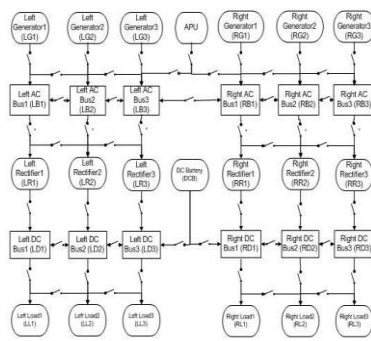 Left
Generator1
(LG1)
Left
Generator2
(LG2)
Left
Generator3
(LG3)
APU
Right
Generator1
(RG1)
Right
Generator2
(RG2)
Right
Generator3
(RG3)
Left AC
Bus1 (LB1)
Left AC
Bus2
(LB2)
Left AC
Bus3
(LB3)
Right AC
Bus1 (RB1)
Right AC
Bus2 (RB2)
Right AC
Bus3 (RB3)
Left
Rectifier1
(LR1)
Left
Rectifier2
(LR2)
Left
Rectifier3
(LR3)
DC Battery
(DCB)
Right
Rectifier1
(RR1)
Right
Rectifier2
(RR2)
Right
Rectifier3
(RR3)
Left DC
Bus1 (LD1)
Left DC
Bus2 (LD2)
Left DC
Bus3 (LD3)
Right DC
Bus1 (RD1)
Right DC
Bus2 (RD2)
Right DC
Bus3 (RD3)
Left Load1
(LL1)
Left Load2
(LL2)
Left Load3
(LL3)
Right Load1
(RL1)
Right Load2
(RL2)
Right Load3
(RL3)